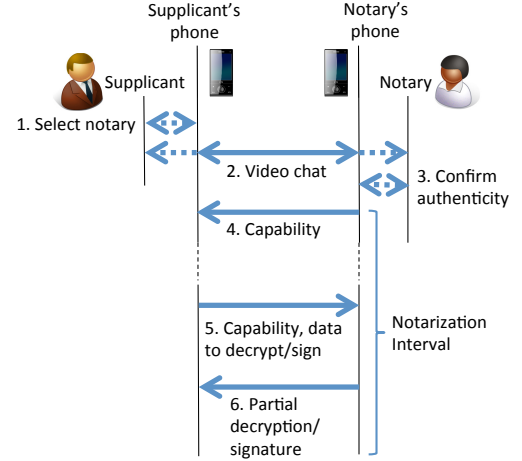 Supplicant's
phone
Notary's
phone
Supplicant
Notary
1. Select notary
2. Video chat
3. Confirm
authenticity
4. Capability
5. Capability, data
to decrypt/sign
Notarization
Interval
6. Partial
decryption/
signature